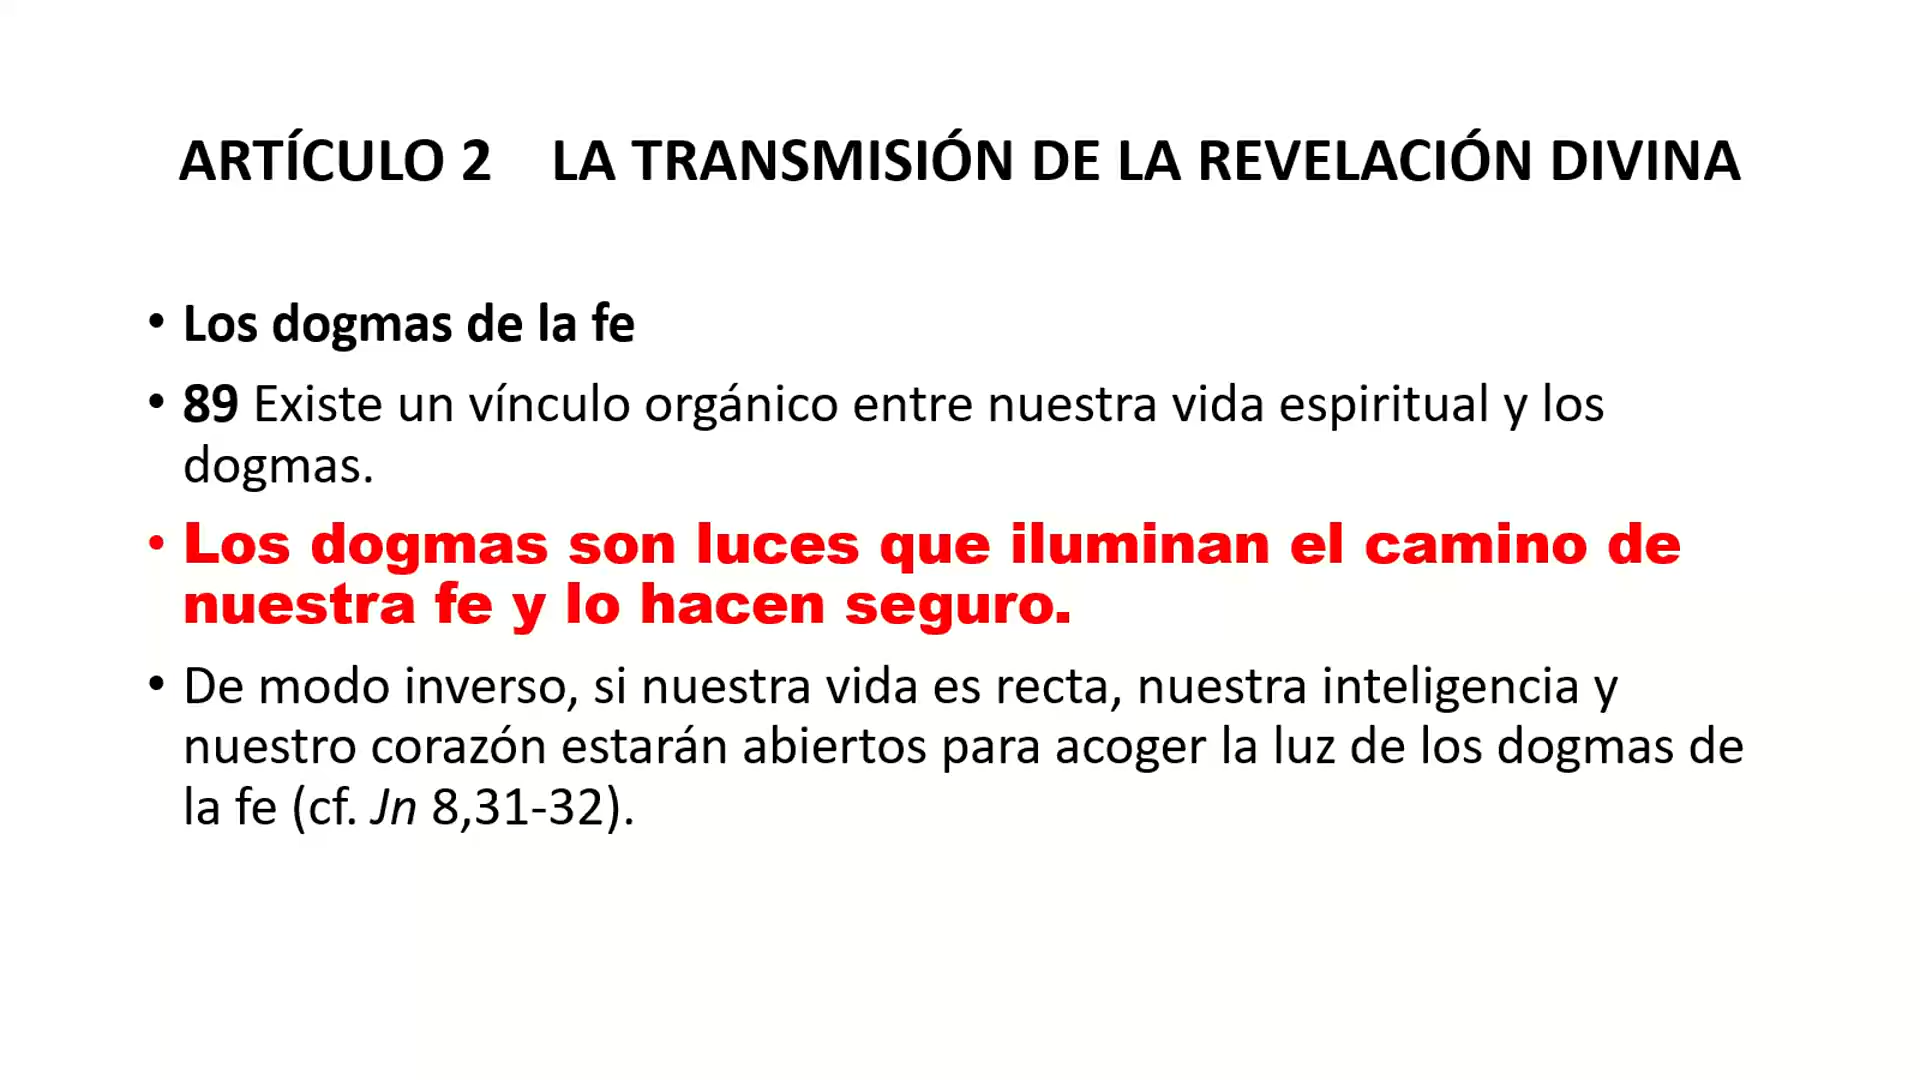 ARTÍCULO 2 LA TRANSMISIÓN DE LA REVELACIÓN DIVINA
• Los dogmas de la fe
• 89 Existe un vínculo orgánico entre nuestra vida espiritual y los
dogmas.
• Los dogmas son luces que iluminan el camino de
nuestra fe y lo hacen seguro.
• De modo inverso, si nuestra vida es recta, nuestra inteligencia y
nuestro corazón estarán abiertos para acoger la luz de los dogmas de
la fe (cf. Jn 8,31-32).